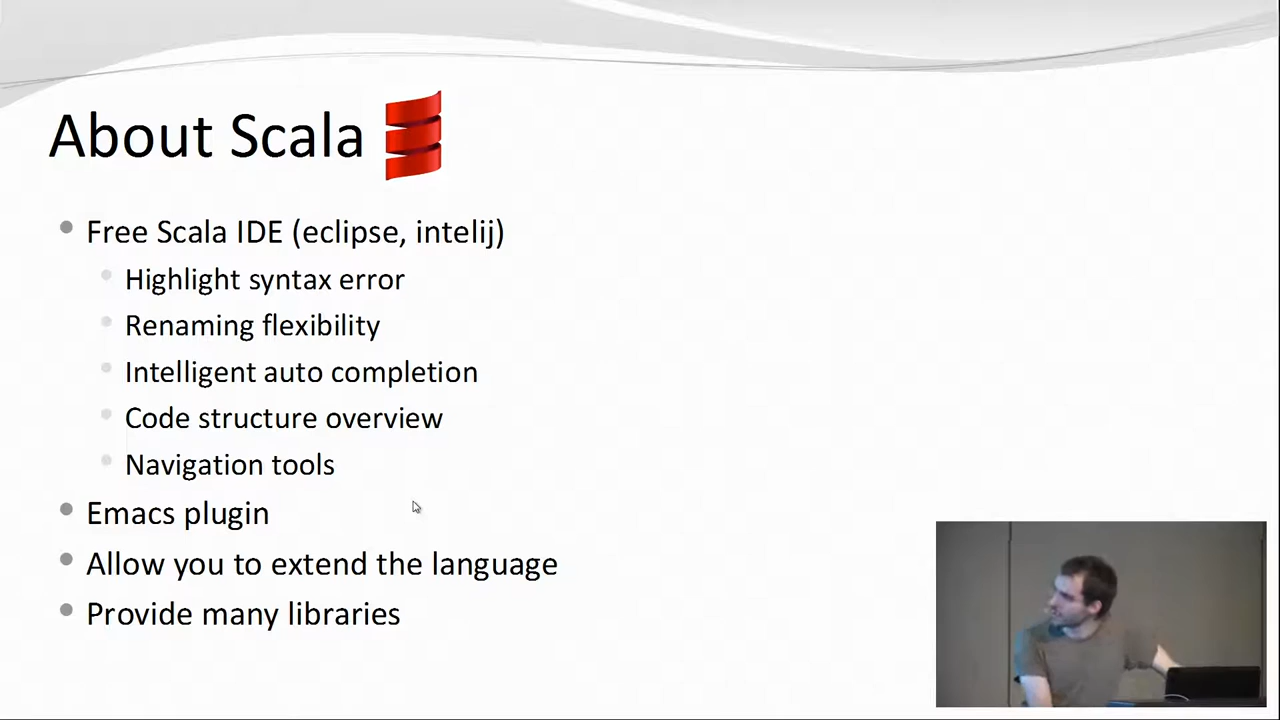 About Scala
Free Scala IDE (eclipse, intelij)
Highlight syntax error
Renaming flexibility
Intelligent auto completion
Code structure overview
Navigation tools
Emacs plugin
Allow you to extend the language
Provide many libraries